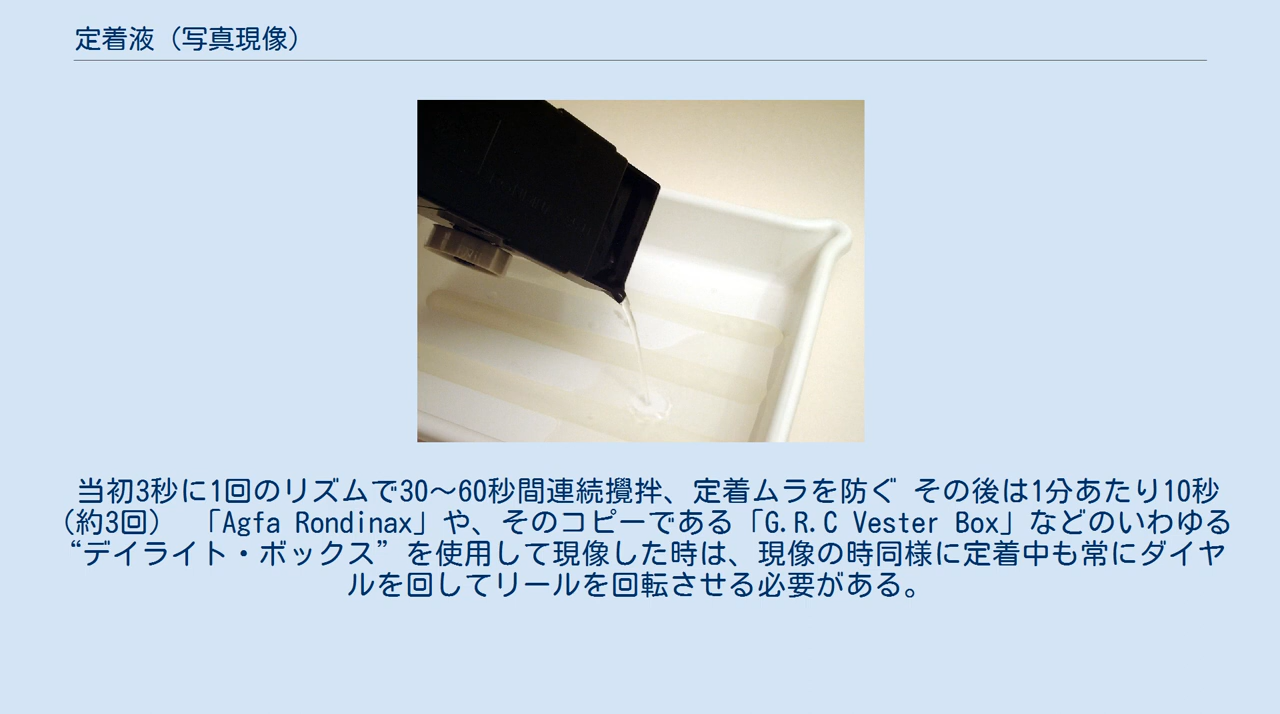 定着液（写真現像）
当初3秒に1回のリズムで30～60秒間連続攪拌、定着ムラを防ぐ その後は1分あたり10秒
（約3回） 「Agfa Rondinax」や、そのコピーである「G.R.C Vester Box」などのいわゆる
“デイライト・ボックス”を使用して現像した時は、現像の時同様に定着中も常にダイヤ
ルを回してリールを回転させる必要がある。